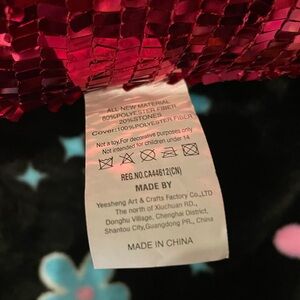 ALL NEW MATERIAL
80%POLYESTER FIBER
20%STONES
Cover:100%POLYESTER FIBER
Not a toy.For decorative purposes only
Not intended for children under 14
REG.NO.CA44612(CN)
MADE BY
Yeesheng Art & Crafts Factory Co.,LTD
The north of Xiuchuan RD.,
Donghu Village, Chenghai District,
Shantou City,Guangdong PR., CHINA
MADE IN CHINA